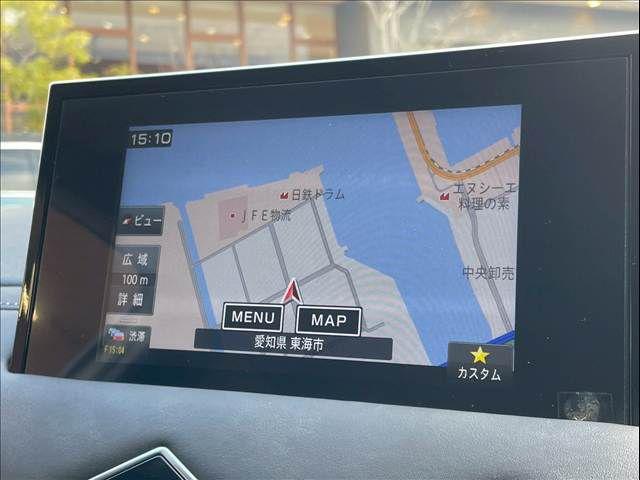 15:10
日鉄ドラム
JFE物流
エヌシーエ
料理の素
ビュー
広域
100m
詳細
中央卸売
MENU
MAP
渋滞
F15:04
愛知県 東海市
カスタム